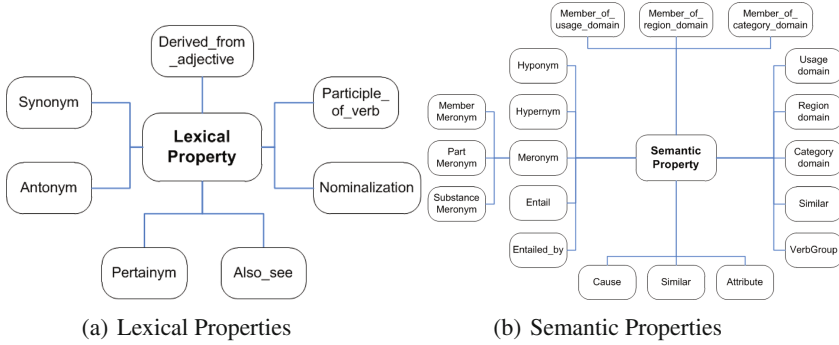 Derived_from
_adjective
Synonym
Participle_
of_verb
Lexical
Property
Antonym
Nominalization
Pertainym
Also_see
(a) Lexical Properties
Member_of_
usage_domain
Member_of_
region_domain
Member_of_
category_domain
Hyponym
Usage
domain
Member
Meronym
Hypernym
Region
domain
Part
Meronym
Meronym
Semantic
Property
Category
domain
Substance
Meronym
Entail
Similar
Entailed_by
VerbGroup
Cause
Similar
Attribute
(b) Semantic Properties